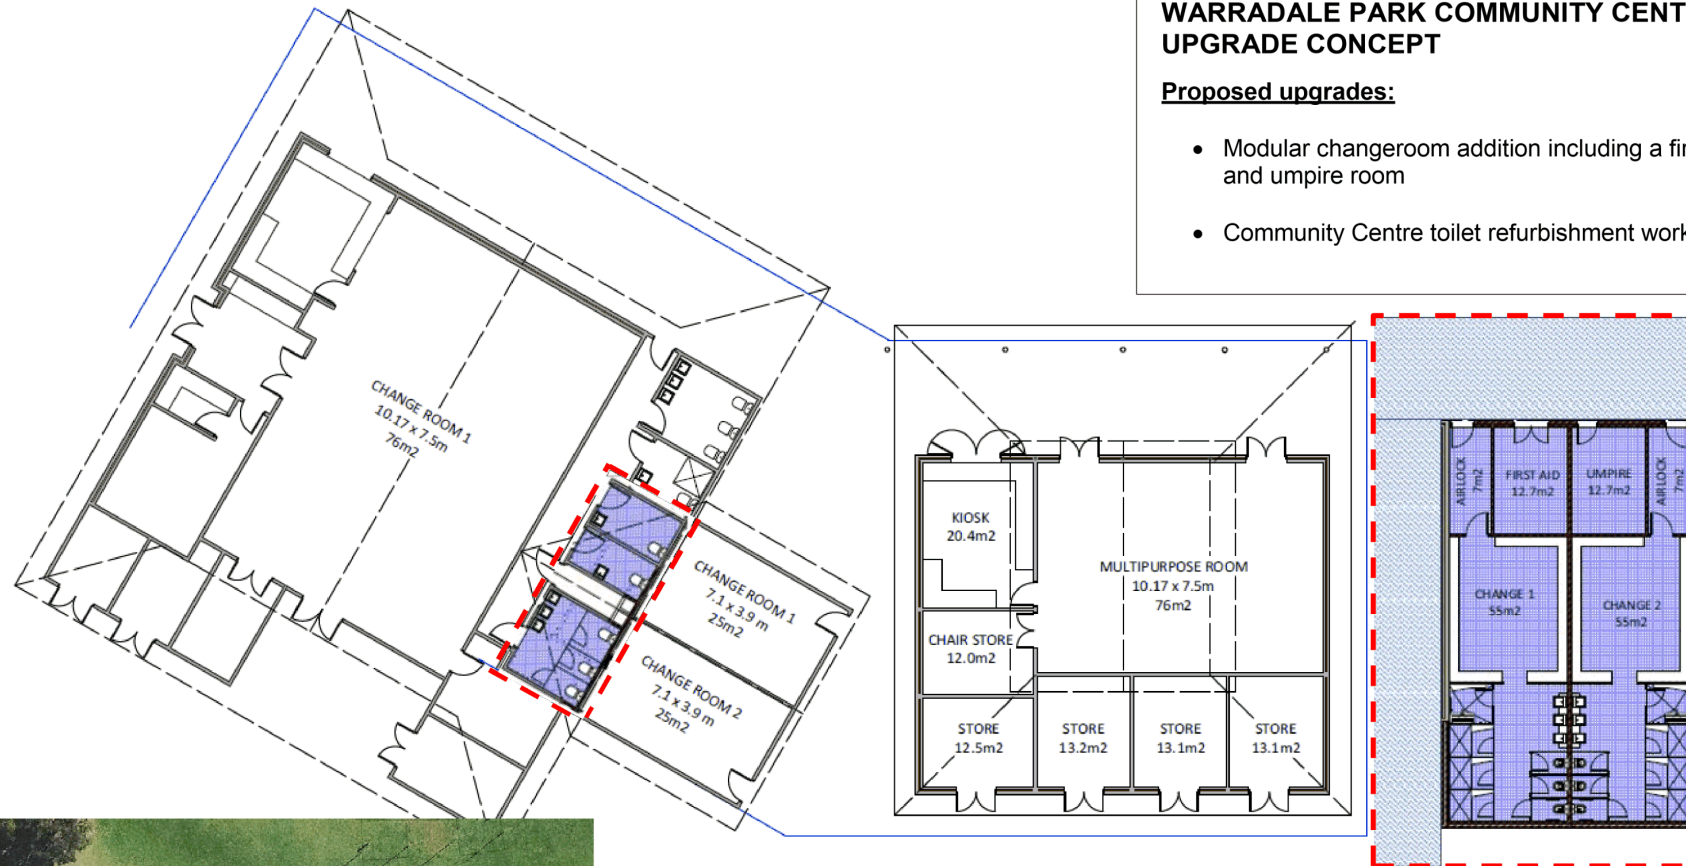 WARRADALE PARK COMMUNITY CENT
UPGRADE CONCEPT
Proposed upgrades:
• Modular changeroom addition including a fir
and umpire room
• Community Centre toilet refurbishment work
CHANGE ROOM 1
10.17 x 7.5m
76m2
CHANGE ROOM 1
7.1 x 3.9 m
25m2
CHANGE ROOM 2
7.1 x 3.9 m
25m2
KIOSK
20.4m2
MULTIPURPOSE ROOM
10.17 x 7.5m
76m2
CHAIR STORE
12.0m2
STORE
12.5m2
STORE
13.2m2
STORE
13.1m2
STORE
13.1m2
AIRLOCK
7m2
FIRST AID
12.7m2
UMPIRE
12.7m2
AIRLOCK
7m2
CHANGE 1
55m2
CHANGE 2
55m2